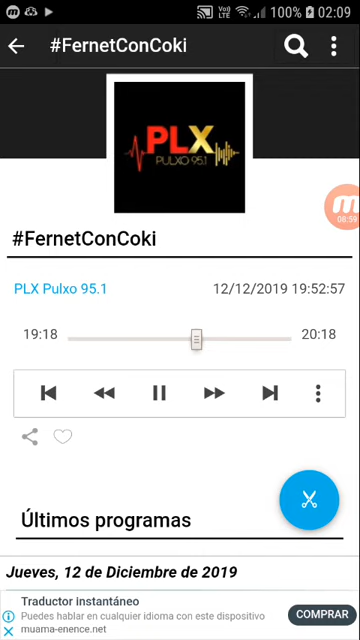 100% 02:09
#FernetConCoki
PLX
PULXO 95.1
08:59
#FernetConCoki
PLX Pulxo 95.1 12/12/2019 19:52:57
19:18 20:18
Últimos programas
Jueves, 12 de Diciembre de 2019
Traductor instantáneo
Puedes hablar en cualquier idioma con este dispositivo
muama-enence.net
COMPRAR